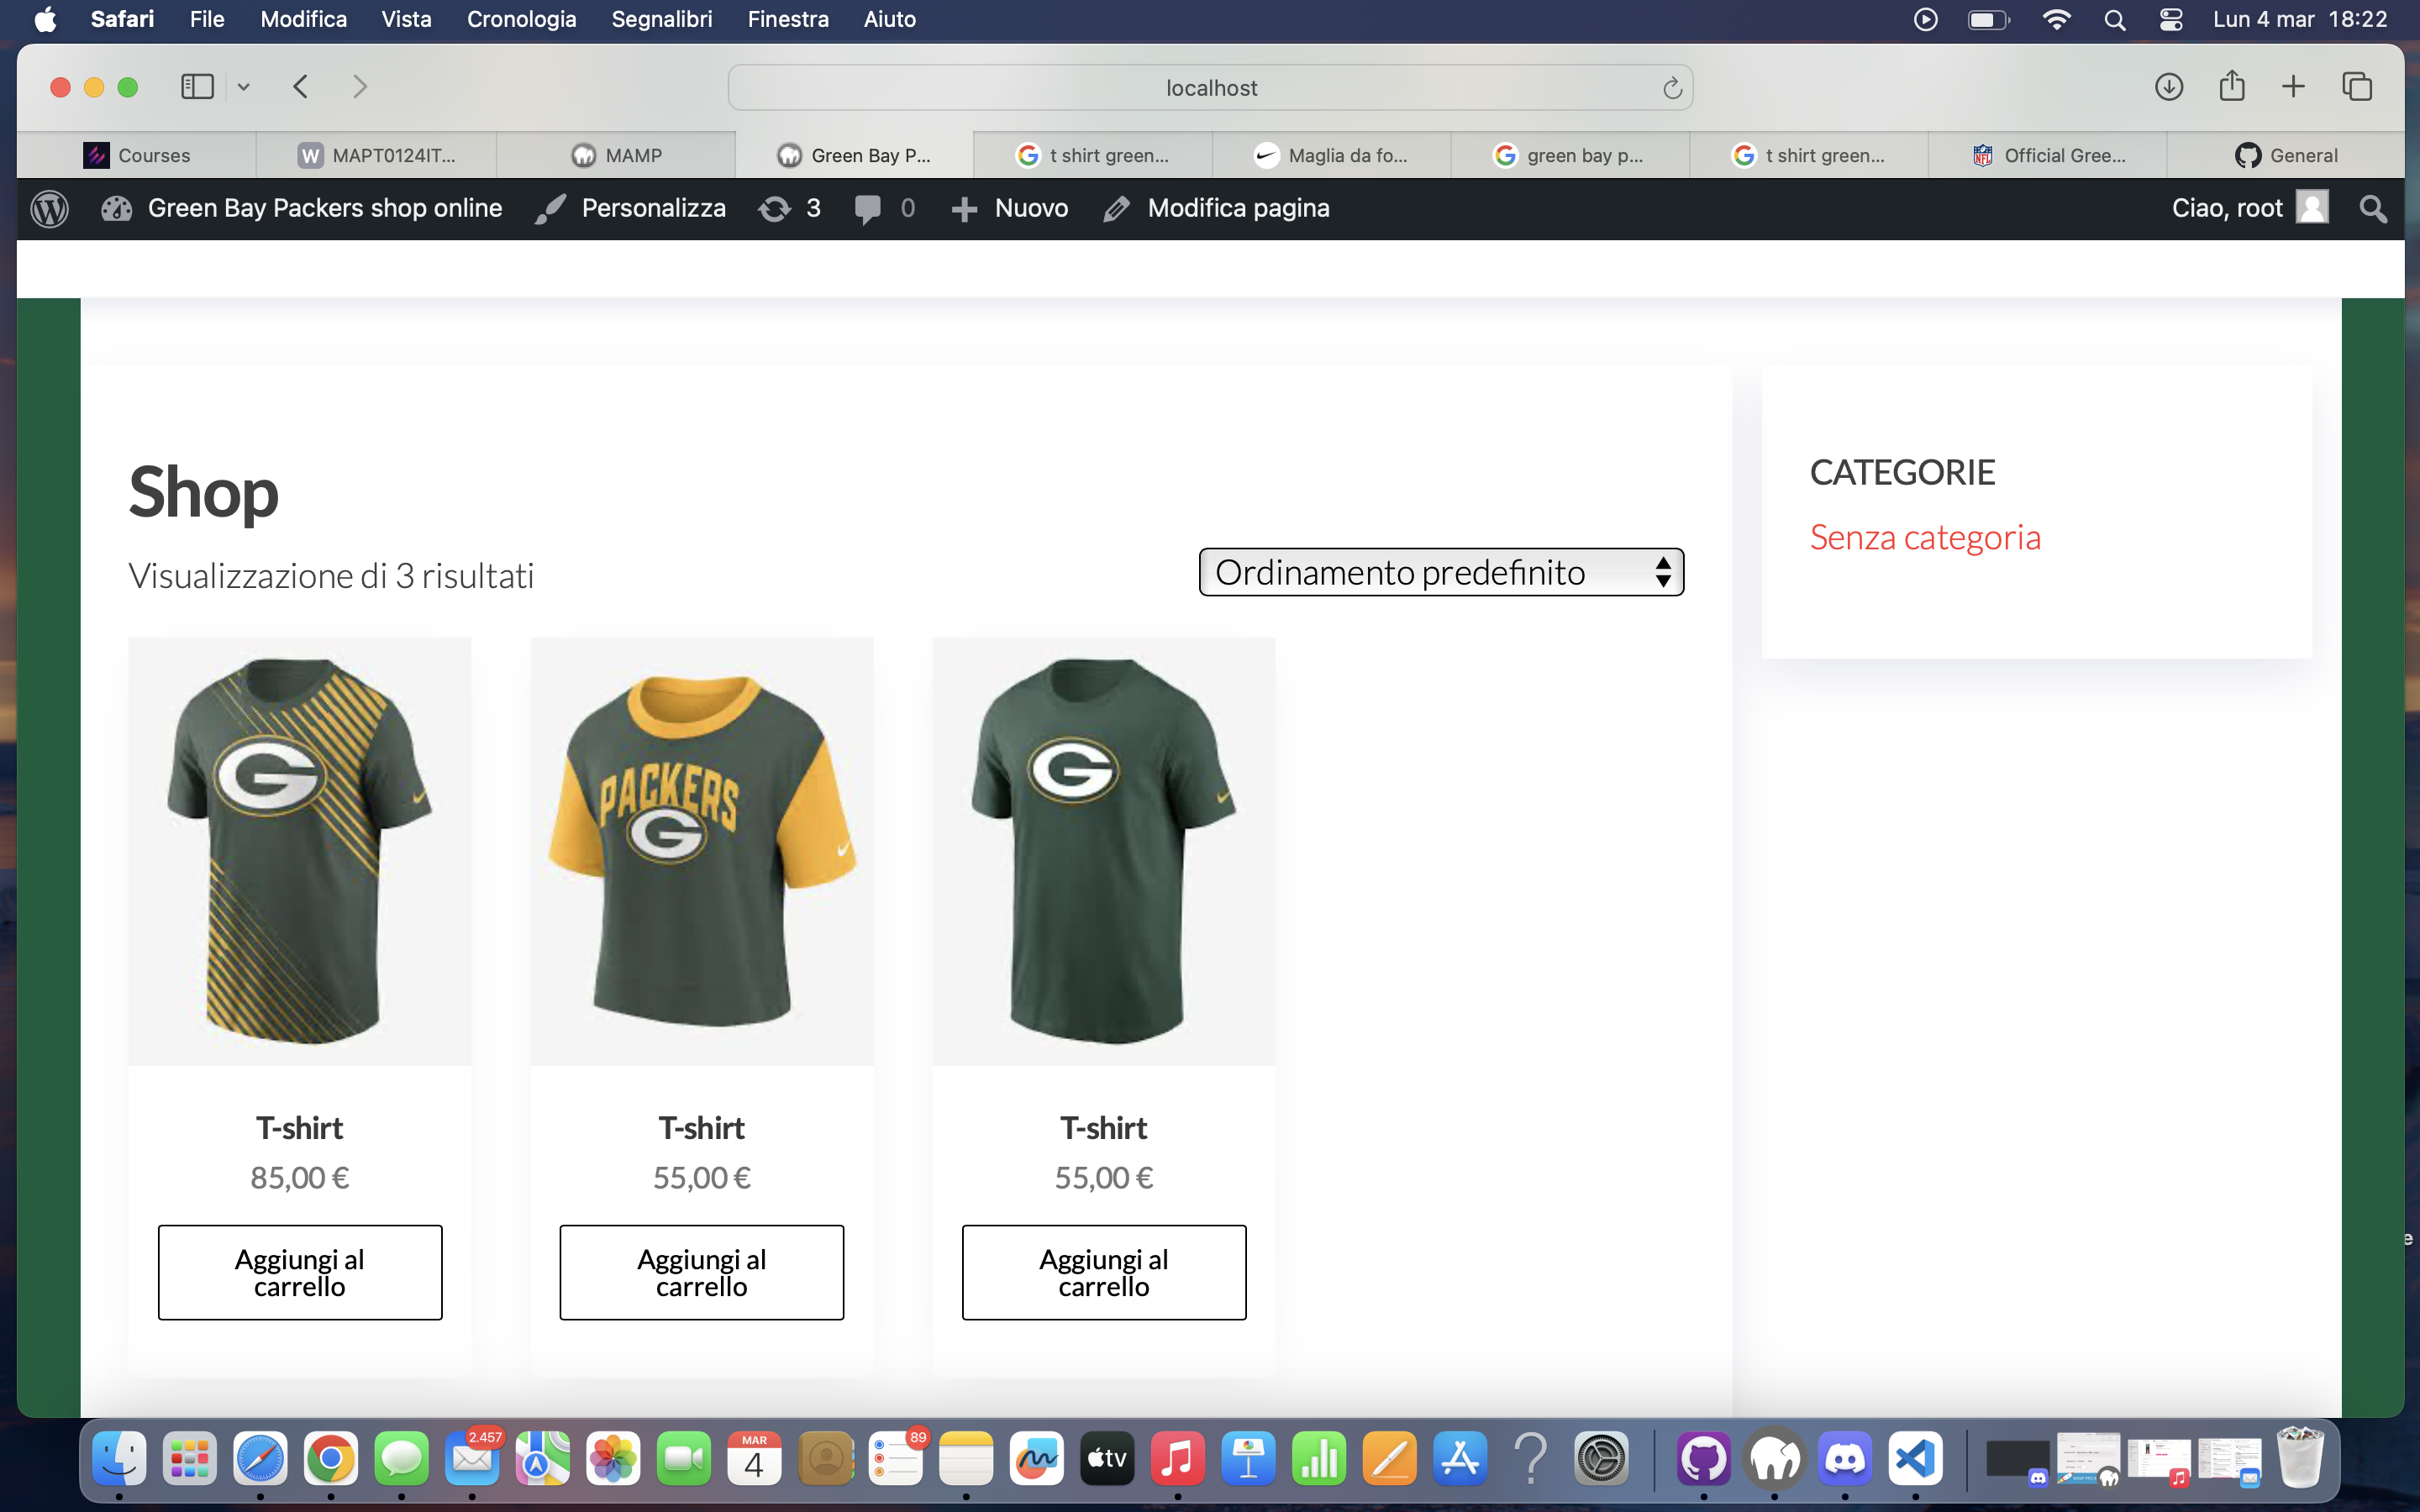 Safari File Modifica Vista Cronologia Segnalibri Finestra Aiuto Lun 4 mar 18:22
localhost
Courses W MAPT0124IT... MAMP Green Bay P... t shirt green... Maglia da fo... green bay p... t shirt green... Official Gree... General
Green Bay Packers shop online Personalizza 3 0 Nuovo Modifica pagina Ciao, root
Shop
Visualizzazione di 3 risultati
Ordinamento predefinito
CATEGORIE
Senza categoria
G
PACKERS
G
G
T-shirt
85,00 €
Aggiungi al
carrello
T-shirt
55,00 €
Aggiungi al
carrello
T-shirt
55,00 €
Aggiungi al
carrello
e
2.457
MAR
4
89
tv